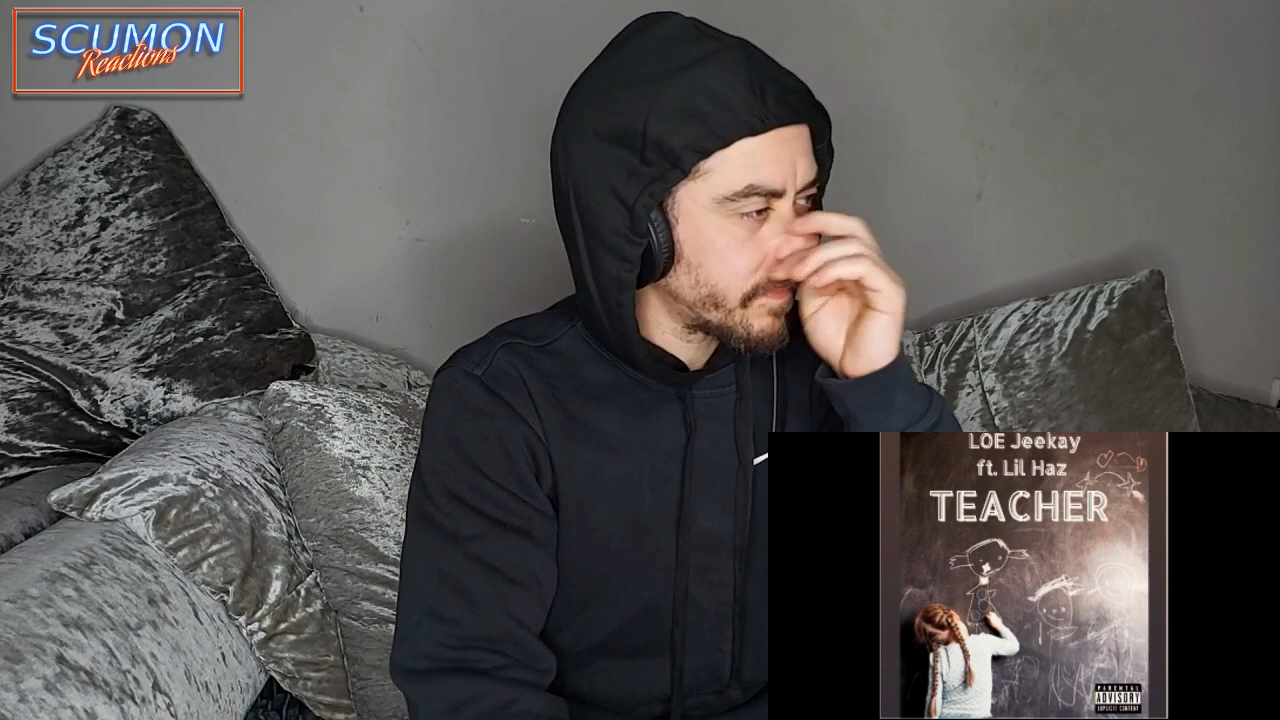 SCUMON
Reactions
LOE Jeekay
ft. Lil Haz
TEACHER
PARENTAL
ADVISORY
EXPLICIT CONTENT